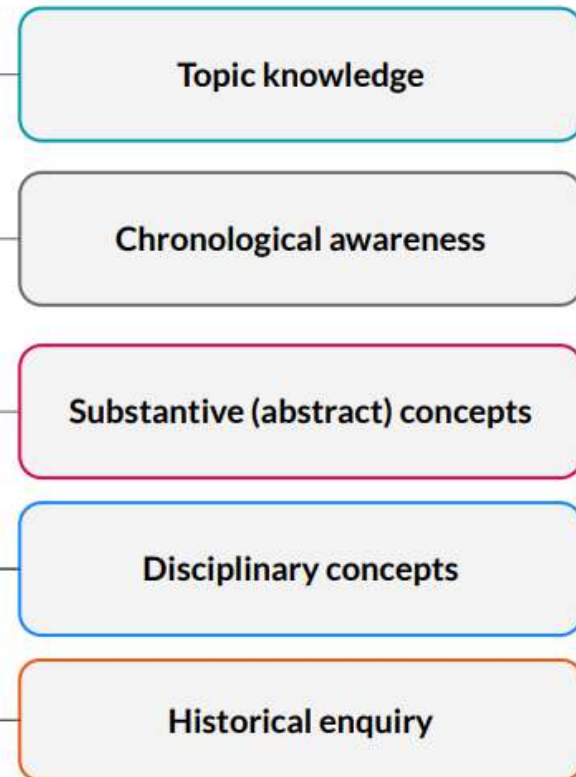 Topic knowledge
Chronological awareness
Substantive (abstract) concepts
Disciplinary concepts
Historical enquiry